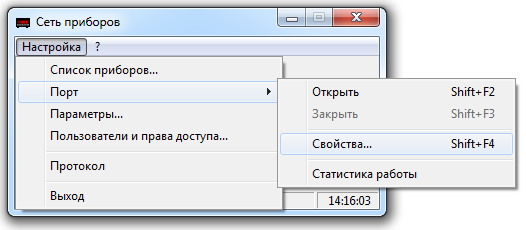 Сеть приборов
Настройка ?
Список приборов...
Порт
Параметры...
Пользователи и права доступа...
Протокол
Выход
Открыть Shift+F2
Закрыть Shift+F3
Свойства... Shift+F4
Статистика работы
14:16:03